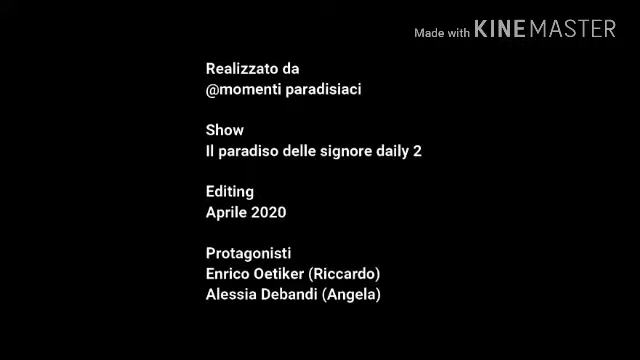 Made with KINEMASTER
Realizzato da
@momenti paradisiaci
Show
Il paradiso delle signore daily 2
Editing
Aprile 2020
Protagonisti
Enrico Oetiker (Riccardo)
Alessia Debandi (Angela)